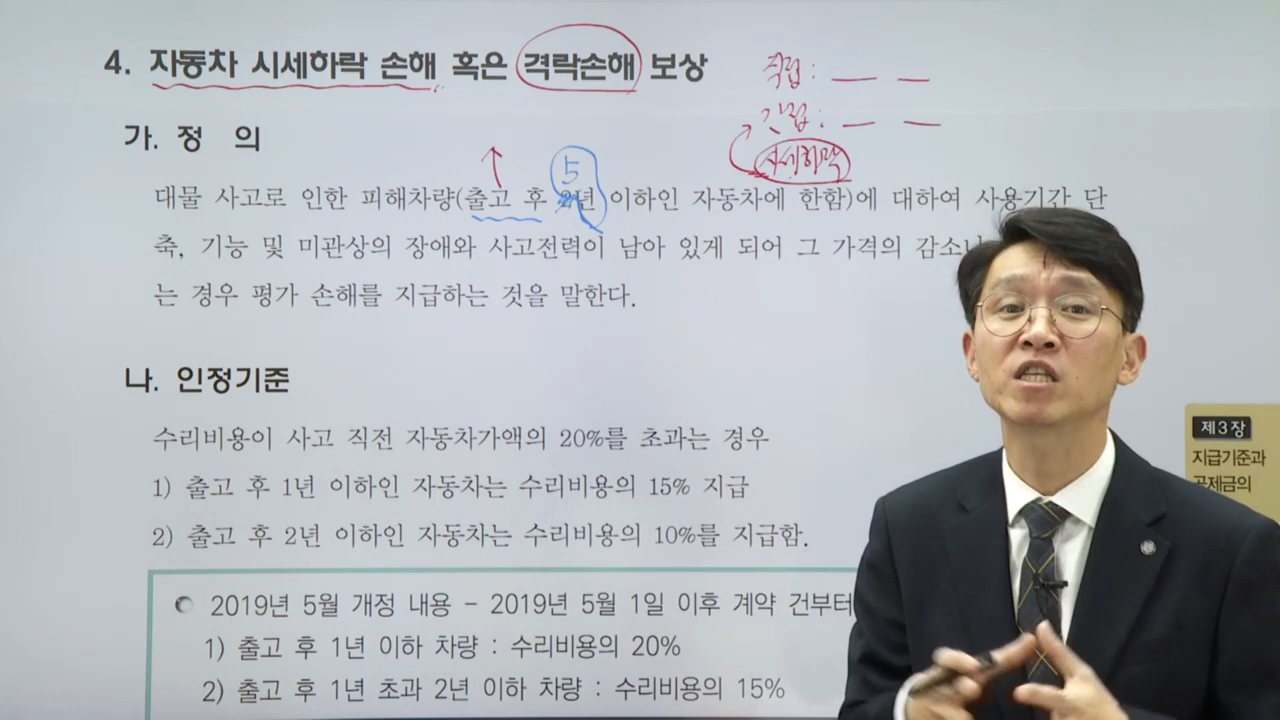 4. 자동차 시세하락 손해 혹은 격락손해 보상
직접 :
간접 :
시세하락
가. 정 의
5
대물 사고로 인한 피해차량(출고 후 2년 이하인 자동차에 한함)에 대하여 사용기간 단
축, 기능 및 미관상의 장애와 사고전력이 남아 있게 되어 그 가격의 감소
는 경우 평가 손해를 지급하는 것을 말한다.
나. 인정기준
수리비용이 사고 직전 자동차가액의 20%를 초과는 경우
1) 출고 후 1년 이하인 자동차는 수리비용의 15% 지급
2) 출고 후 2년 이하인 자동차는 수리비용의 10%를 지급함.
2019년 5월 개정 내용 – 2019년 5월 1일 이후 계약 건부터
1) 출고 후 1년 이하 차량 : 수리비용의 20%
2) 출고 후 1년 초과 2년 이하 차량 : 수리비용의 15%
제3장
지급기준과
공제금의